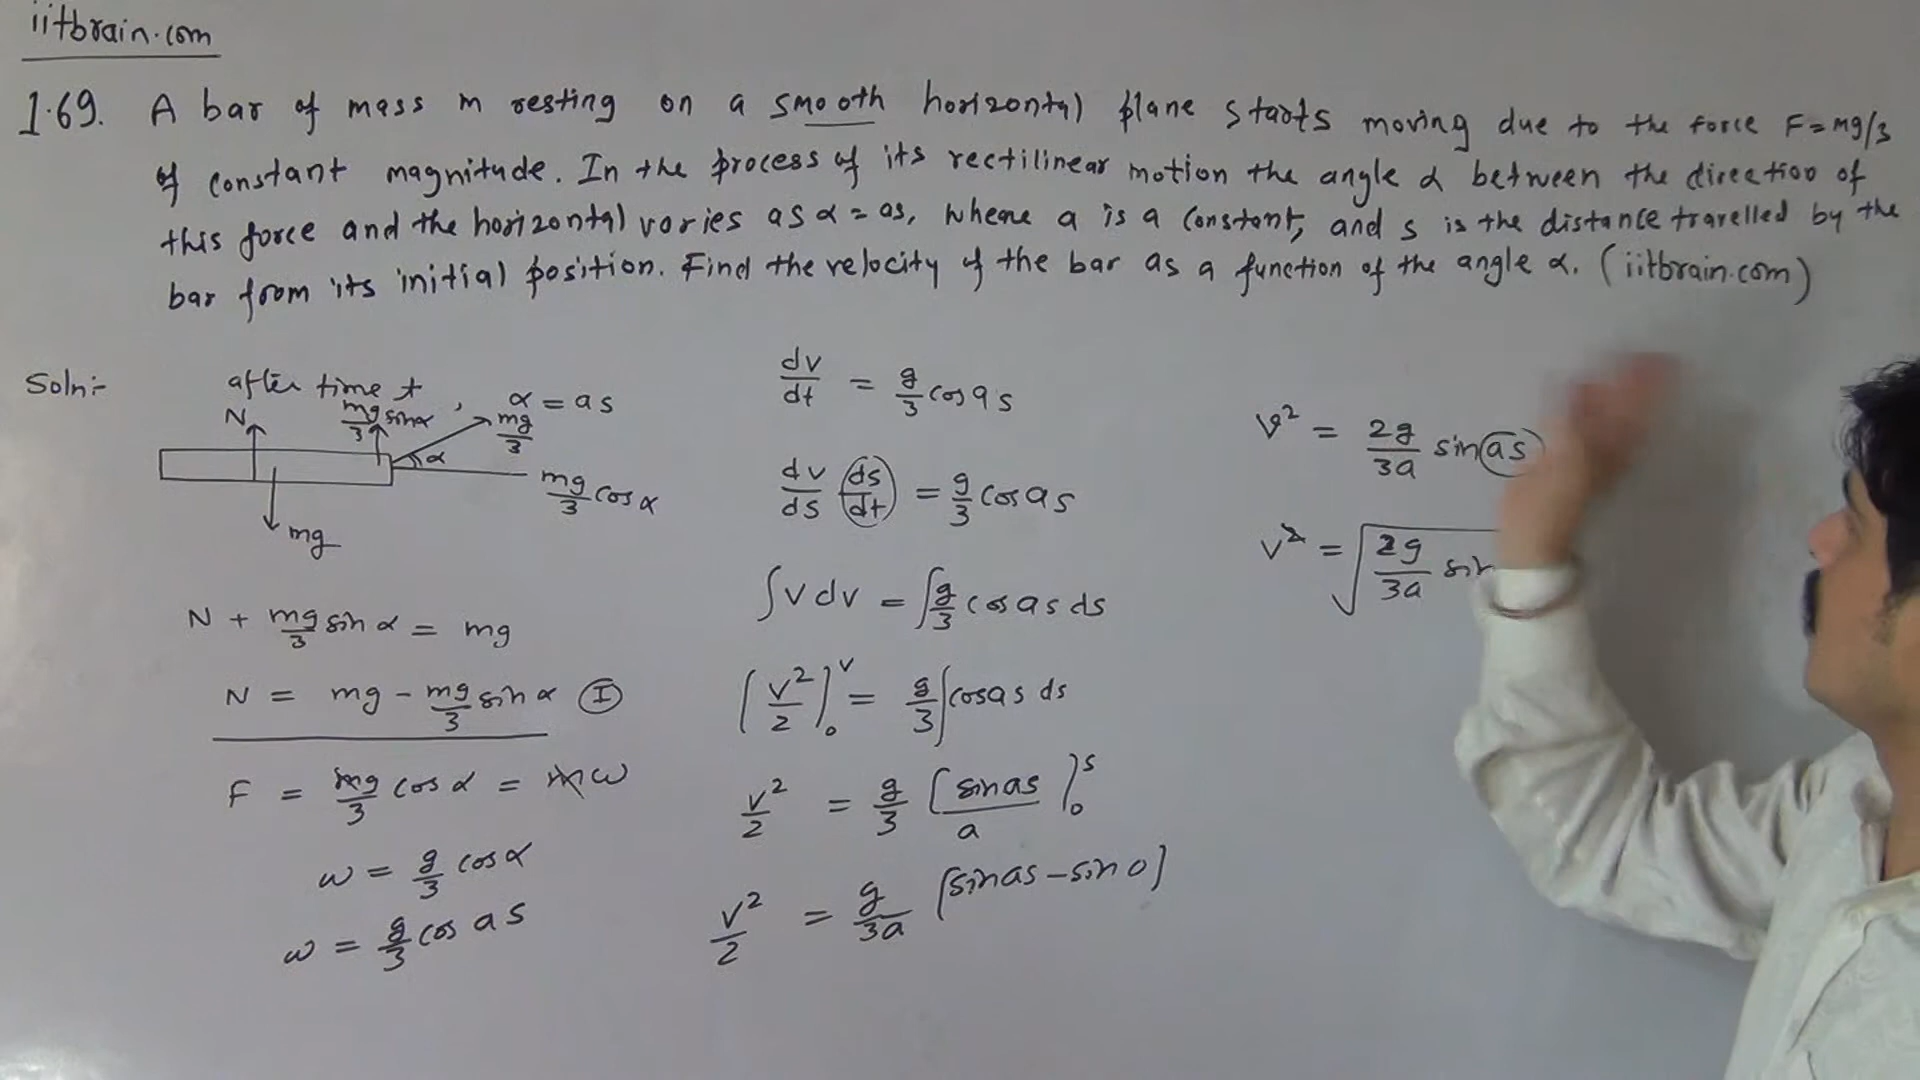 iitbrain.com
1.69. A bar of mass m resting on a smooth horizontal plane starts moving due to the force F=mg/3
of constant magnitude. In the process of its rectilinear motion the angle α between the direction of
this force and the horizontal varies as α = as, where a is a constant, and s is the distance travelled by the
bar from its initial position. Find the velocity of the bar as a function of the angle α. (iitbrain.com)
Soln:-
after time t, α = as
N
mg/3 sinα
mg/3
α
mg/3 cosα
mg
N + mg/3 sin α = mg
N = mg - mg/3 sin α (I)
F = mg/3 cos α = mω
ω = g/3 cosα
ω = g/3 cos as
dv/dt = g/3 cos as
dv/ds (ds/dt) = g/3 cos as
∫v dv = ∫g/3 cos as ds
[v²/2]₀ᵛ = g/3 ∫cos as ds
v²/2 = g/3 [sin as/a]₀ˢ
v²/2 = g/3a [sin as - sin 0]
v² = 2g/3a sin(as)
v² = √2g/3a sin